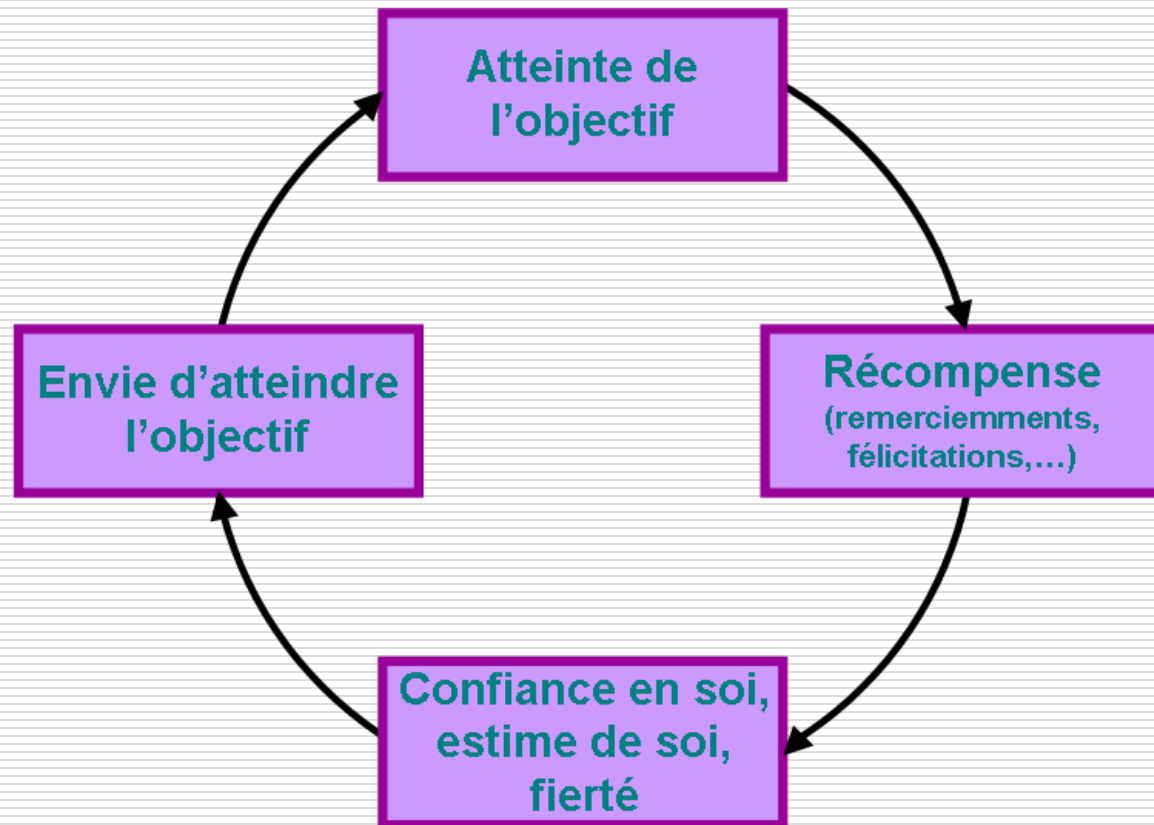 Atteinte de
l’objectif
Envie d’atteindre
l’objectif
Récompense
(remerciemments,
félicitations,…)
Confiance en soi,
estime de soi,
fierté